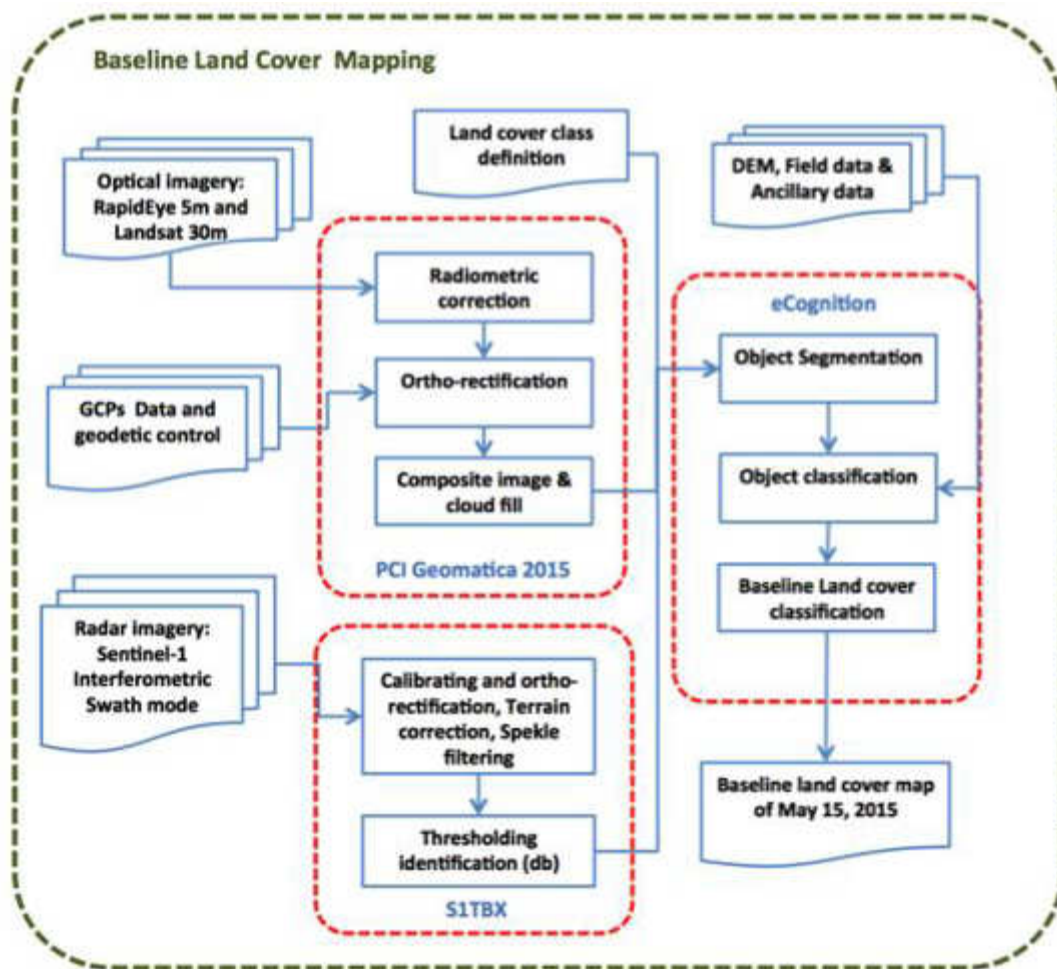 Baseline Land Cover Mapping
Land cover class
definition
DEM, Field data &
Ancillary data
Optical imagery:
RapidEye 5m and
Landsat 30m
Radiometric
correction
eCognition
Object Segmentation
Ortho-rectification
GCPs Data and
geodetic control
Composite image &
cloud fill
Object classification
PCI Geomatica 2015
Baseline Land cover
classification
Radar imagery:
Sentinel-1
Interferometric
Swath mode
Calibrating and ortho-
rectification, Terrain
correction, Spekle
filtering
Baseline land cover map
of May 15, 2015
Thresholding
identification (db)
S1TBX